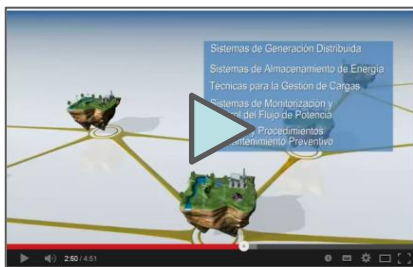 Sistemas de Generación Distribuida
Sistemas de Almacenamiento de Energía
Técnicas para la Gestión de Cargas
Sistemas de Monitorización y
del Flujo de Potencia
Procedimientos
Preventivo
2:50 / 4:51